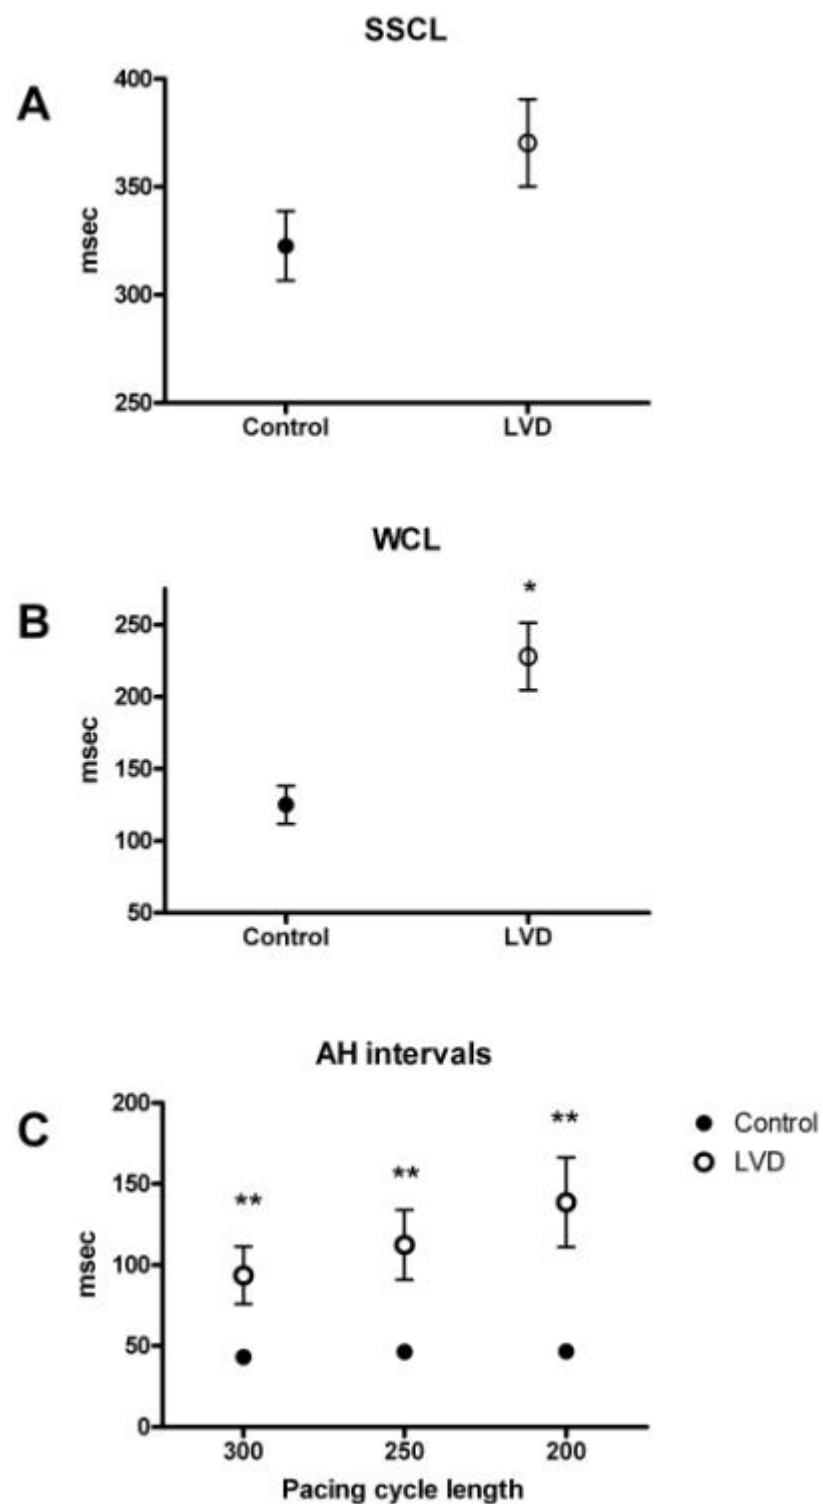 SSCL
A
400
350
msec
300
250
Control LVD
WCL
*
B
250
200
msec
150
100
50
Control LVD
AH intervals
C
200
** ** **
Control
LVD
150
msec
100
50
0
300 250 200
Pacing cycle length